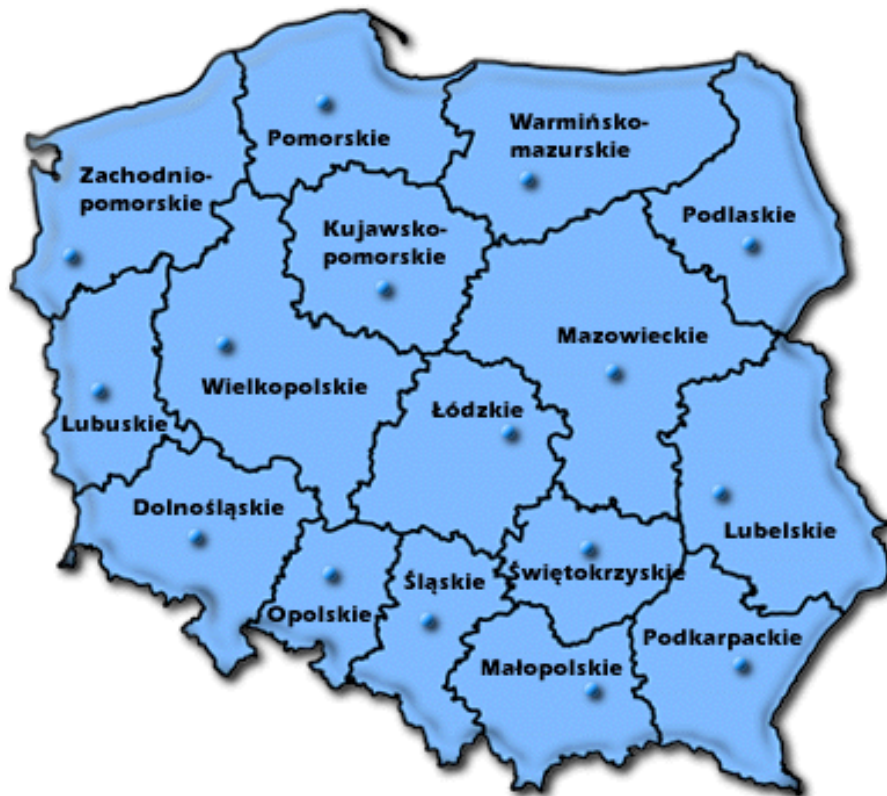 Pomorskie
Warmińsko-
mazurskie
Zachodnio-
pomorskie
Podlaskie
Kujawsko-
pomorskie
Mazowieckie
Wielkopolskie
Łódzkie
Lubuskie
Dolnośląskie
Lubelskie
Świętokrzyskie
Śląskie
Opolskie
Podkarpackie
Małopolskie